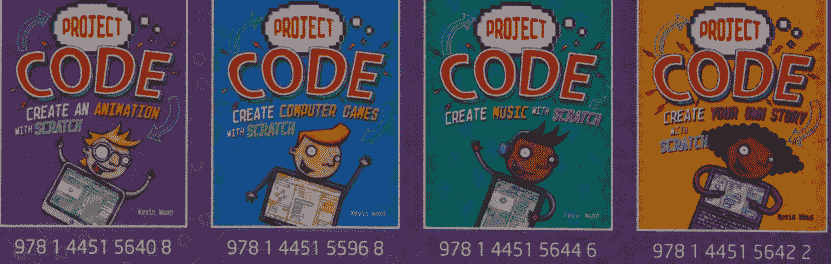 PROJECT
CODE
CREATE AN ANIMATION
WITH SCRATCH
Kevin Wood
978 1 4451 5640 8
PROJECT
CODE
CREATE COMPUTER GAMES
WITH SCRATCH
Kevin Wood
978 1 4451 5596 8
PROJECT
CODE
CREATE MUSIC WITH SCRATCH
Kevin Wood
978 1 4451 5644 6
PROJECT
CODE
CREATE YOUR OWN STORY
WITH
SCRATCH
Kevin Wood
978 1 4451 5642 2